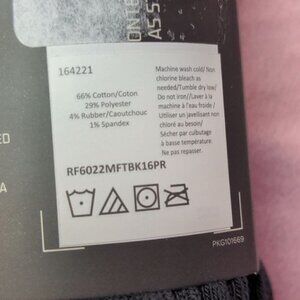 164221
66% Cotton/Coton
29% Polyester
4% Rubber/Caoutchouc
1% Spandex
Machine wash cold/ Non
chlorine bleach as
needed/Tumble dry low/
Do not iron//Laver à la
machine à l'eau froide /
Utiliser un javellisant non
chloré au besoin/
Sécher par culbutage
à basse température.
Ne pas repasser.
RF6022MFTBK16PR
PKG101669